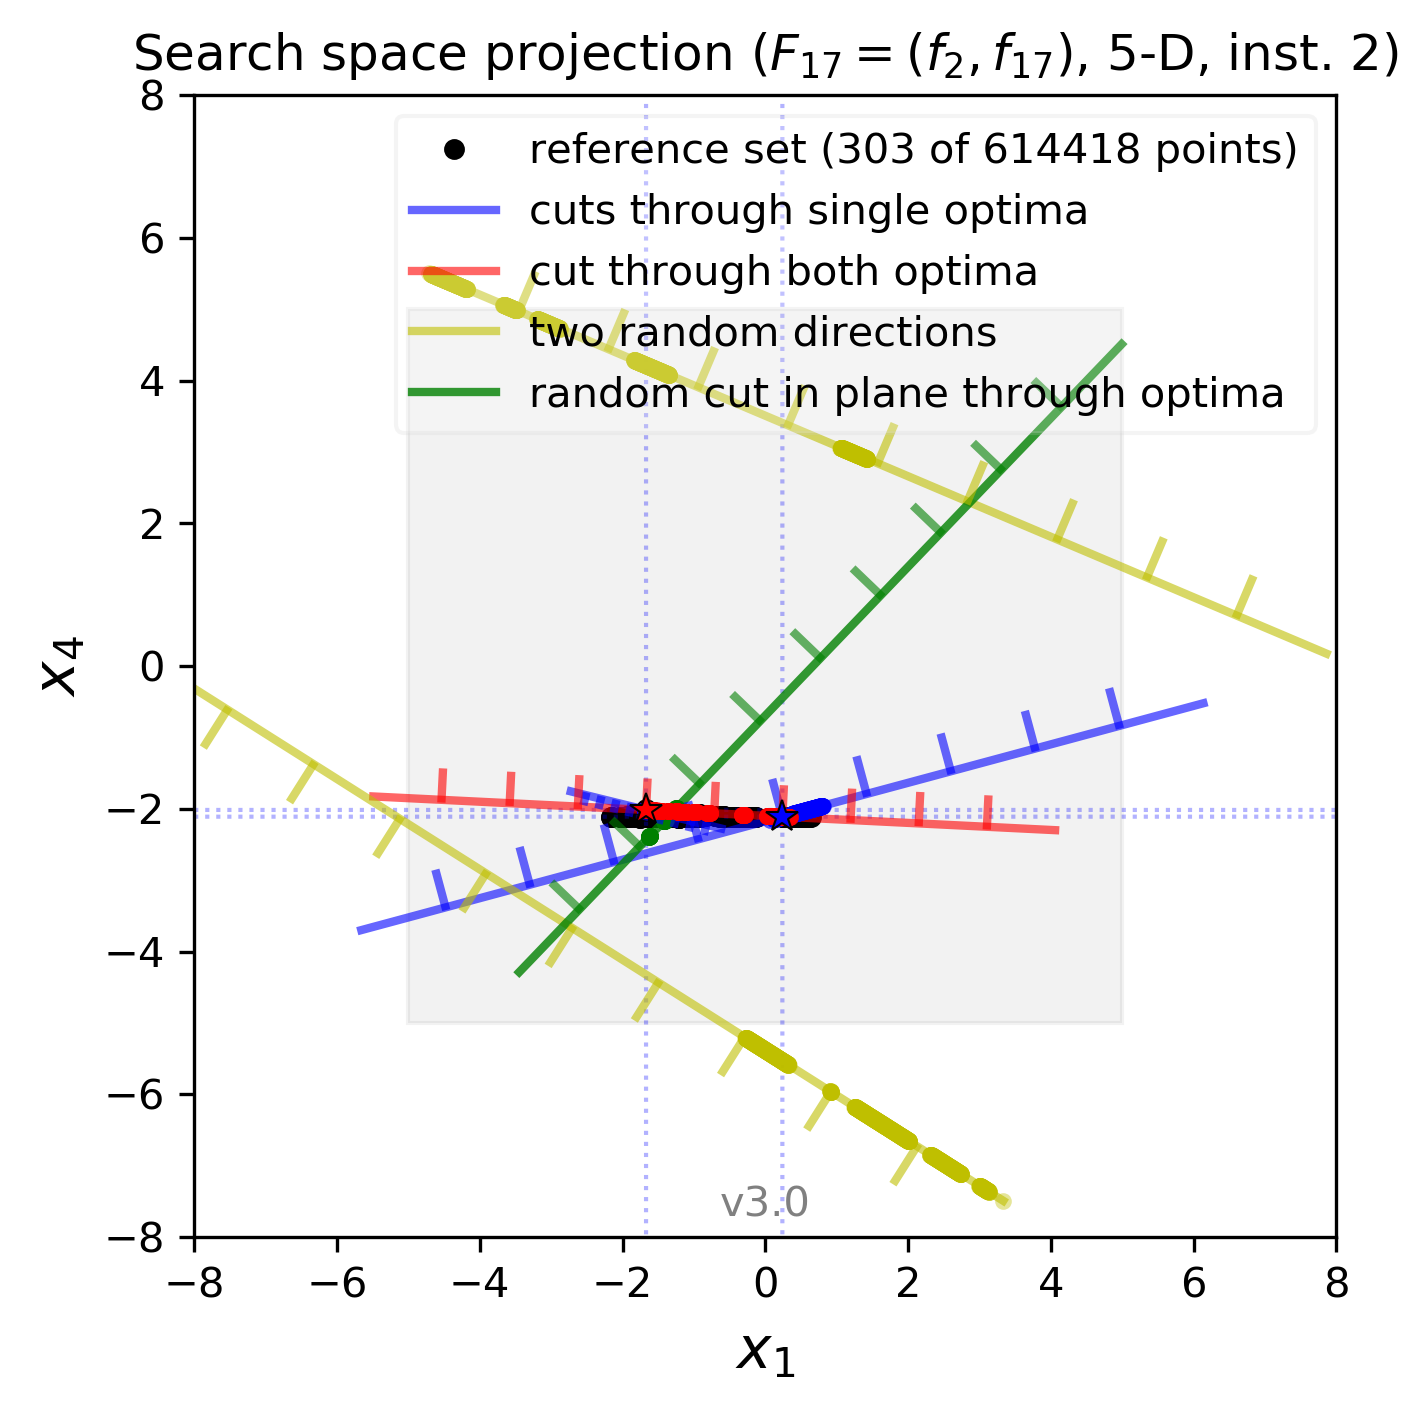 Search space projection (F₁₇ = (f₂, f₁₇), 5-D, inst. 2)
8
reference set (303 of 614418 points)
cuts through single optima
6
cut through both optima
two random directions
4
random cut in plane through optima
2
x₄
0
−2
−4
−6
v3.0
−8
−8 −6 −4 −2 0 2 4 6 8
x₁